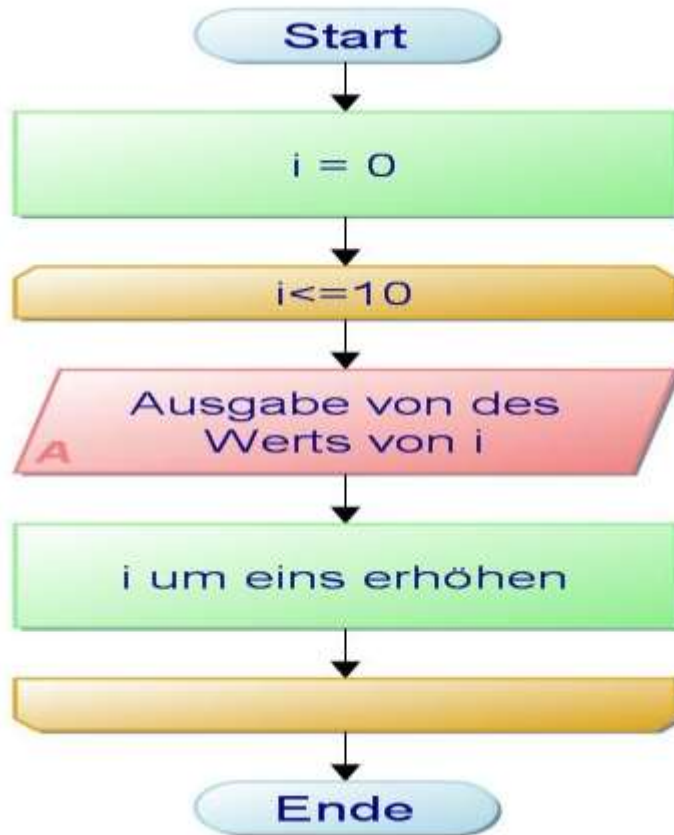 Start
i = 0
i<=10
Ausgabe von des
Werts von i
A
i um eins erhöhen
Ende